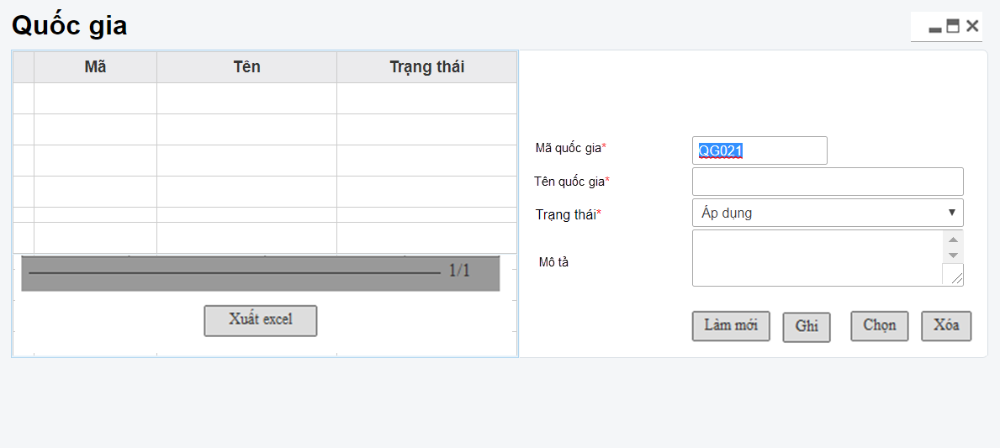 Quốc gia
Mã Tên Trạng thái
Mã quốc gia* QG021
Tên quốc gia*
Trạng thái* Áp dụng
Mô tả
1/1
Xuất excel
Làm mới Ghi Chọn Xóa